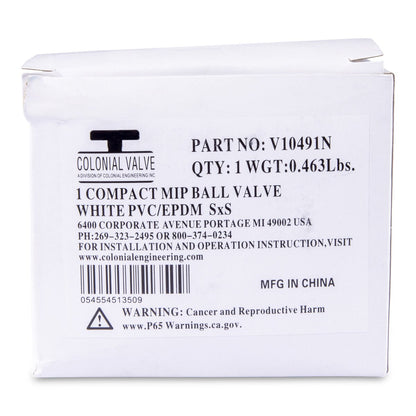 COLONIAL VALVE
A DIVISION OF COLONIAL ENGINEERING INC
PART NO: V10491N
QTY: 1 WGT:0.463Lbs.
1 COMPACT MIP BALL VALVE
WHITE PVC/EPDM SxS
6400 CORPORATE AVENUE PORTAGE MI 49002 USA
PH:269-323-2495 OR 800-374-0234
FOR INSTALLATION AND OPERATION INSTRUCTION,VISIT
www.colonialengineering.com.
054554513509
MFG IN CHINA
WARNING: Cancer and Reproductive Harm
www.P65 Warnings.ca.gov.